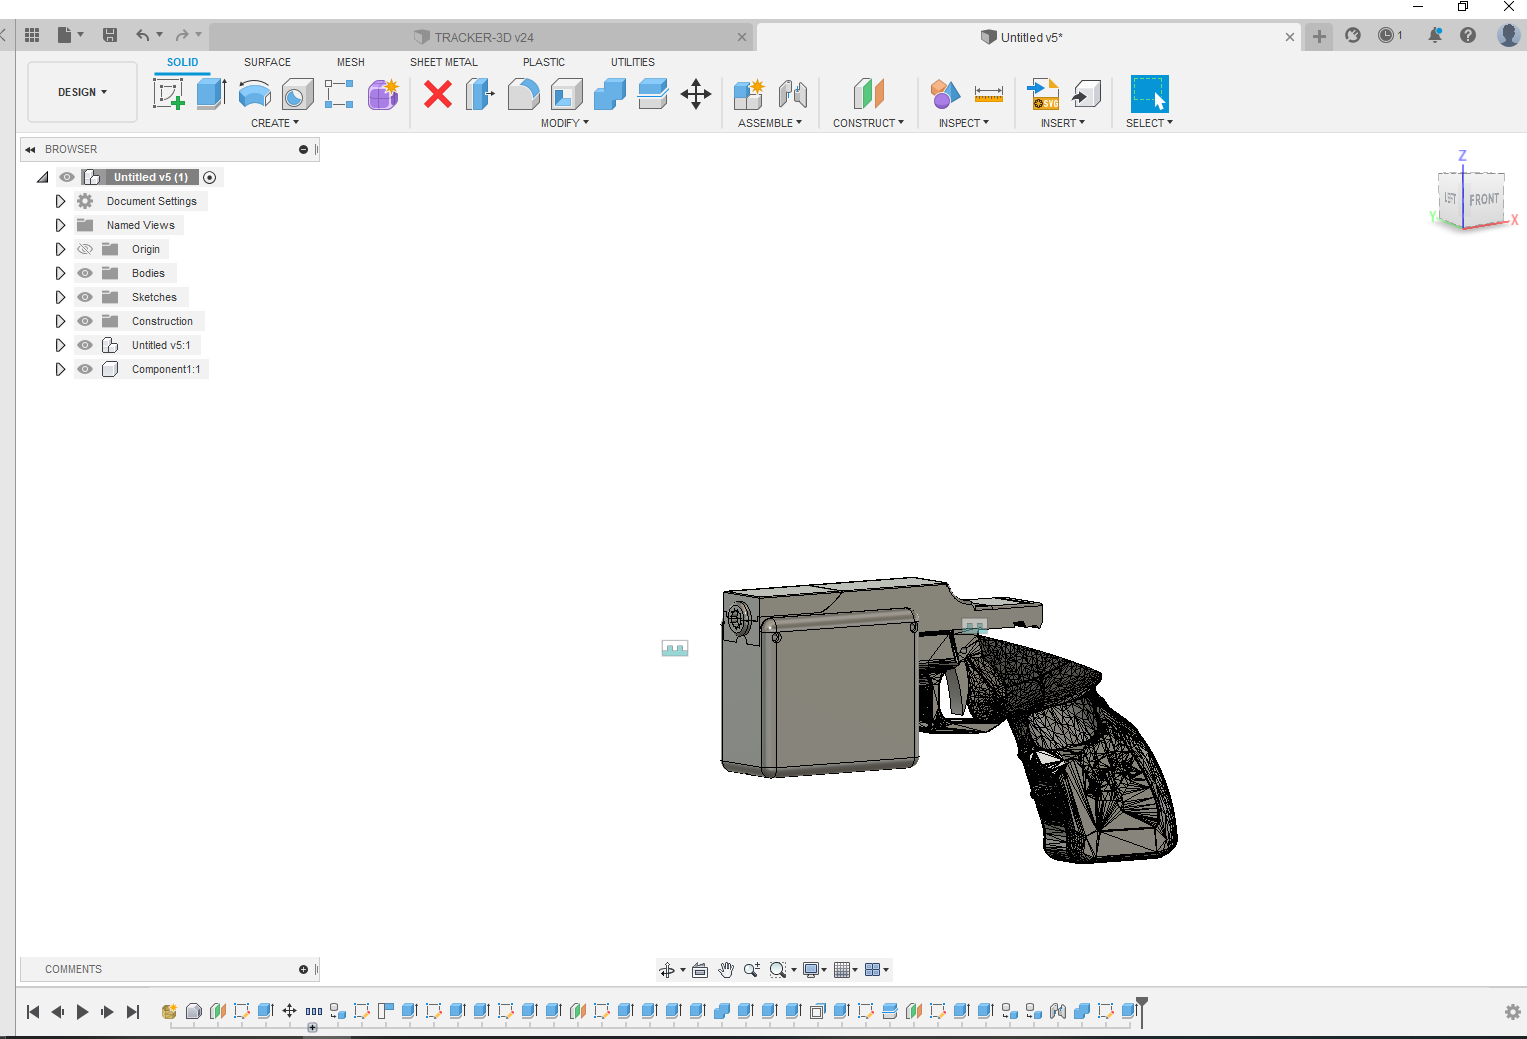 TRACKER-3D v24
Untitled v5*
1
SOLID
SURFACE
MESH
SHEET METAL
PLASTIC
UTILITIES
DESIGN
CREATE
MODIFY
ASSEMBLE
CONSTRUCT
INSPECT
INSERT
SELECT
SVG
BROWSER
Untitled v5 (1)
Document Settings
Named Views
Origin
Bodies
Sketches
Construction
Untitled v5:1
Component1:1
Z
LEFT
FRONT
Y
X
COMMENTS